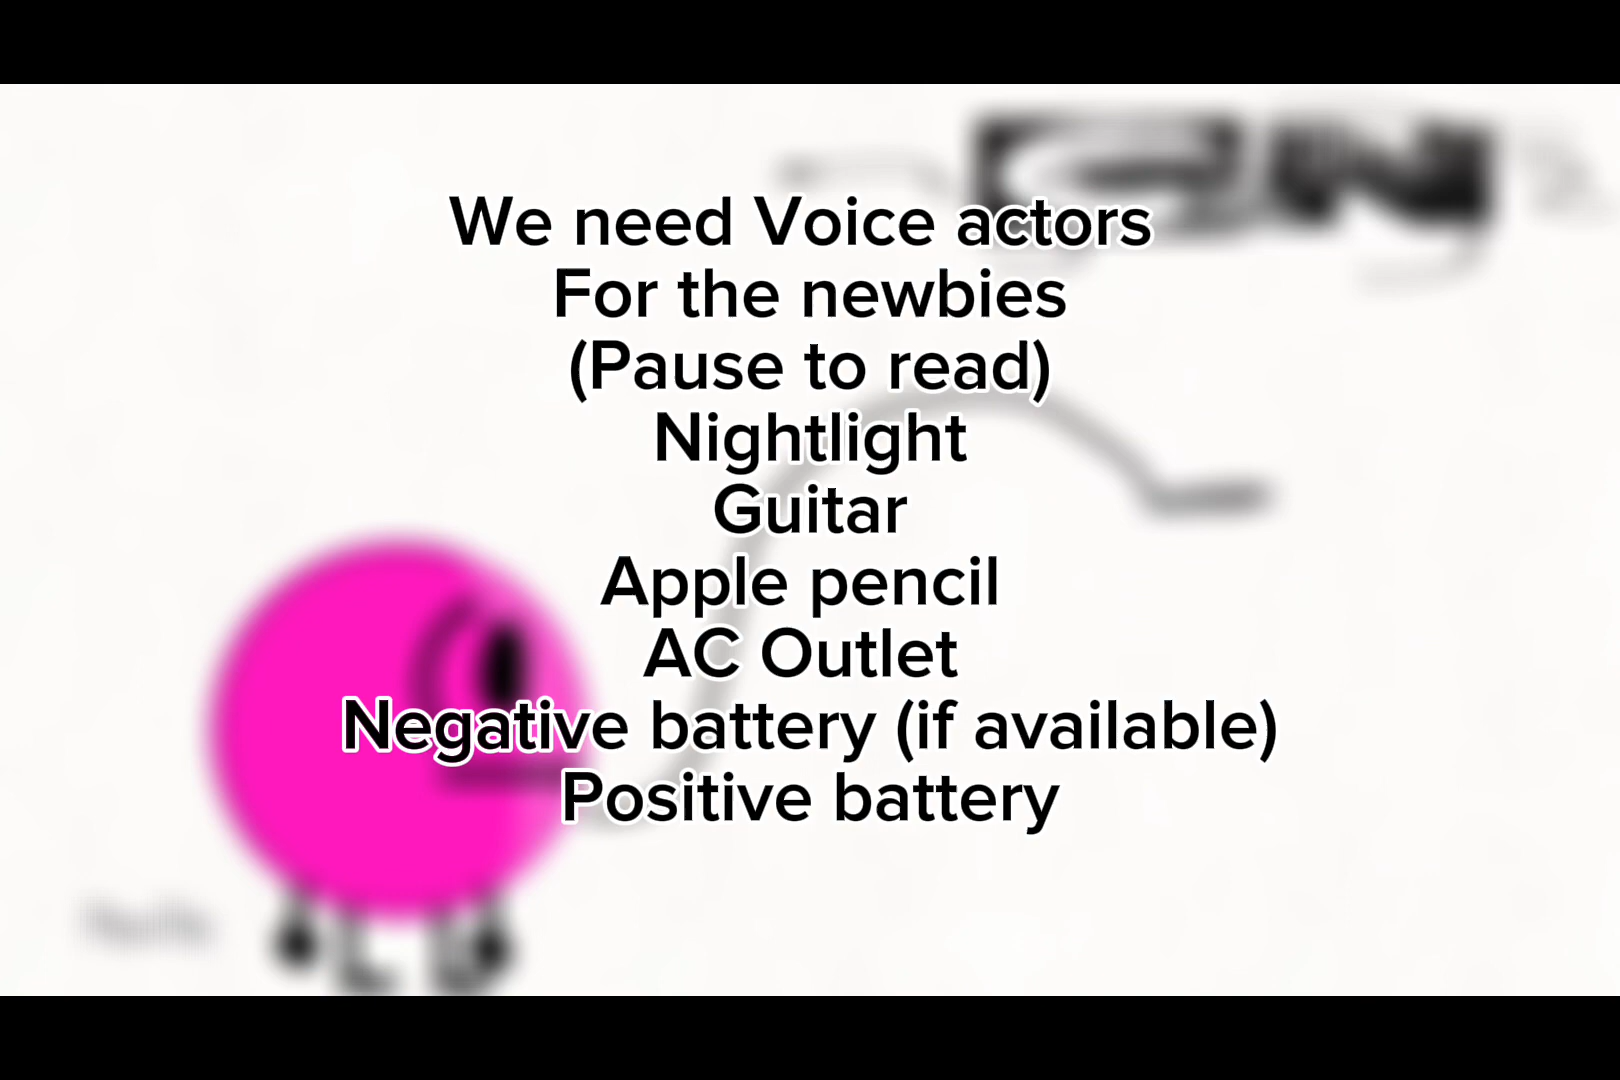 We need Voice actors
For the newbies
(Pause to read)
Nightlight
Guitar
Apple pencil
AC Outlet
Negative battery (if available)
Positive battery